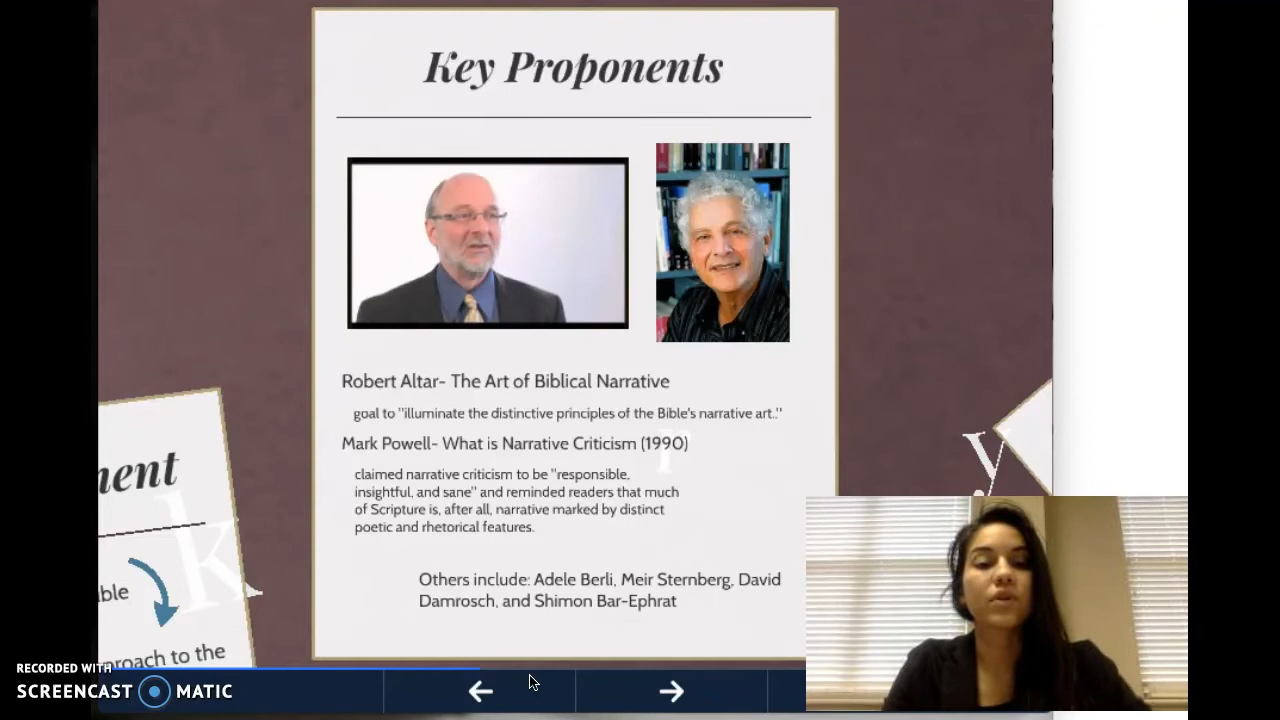 Key Proponents
Robert Altar- The Art of Biblical Narrative
goal to "illuminate the distinctive principles of the Bible's narrative art.."
Mark Powell- What is Narrative Criticism (1990)
claimed narrative criticism to be "responsible,
insightful, and sane" and reminded readers that much
of Scripture is, after all, narrative marked by distinct
poetic and rhetorical features.
Others include: Adele Berli, Meir Sternberg, David
Damrosch, and Shimon Bar-Ephrat
nent
k
ible
proach to the
r
y
RECORDED WITH
SCREENCAST MATIC